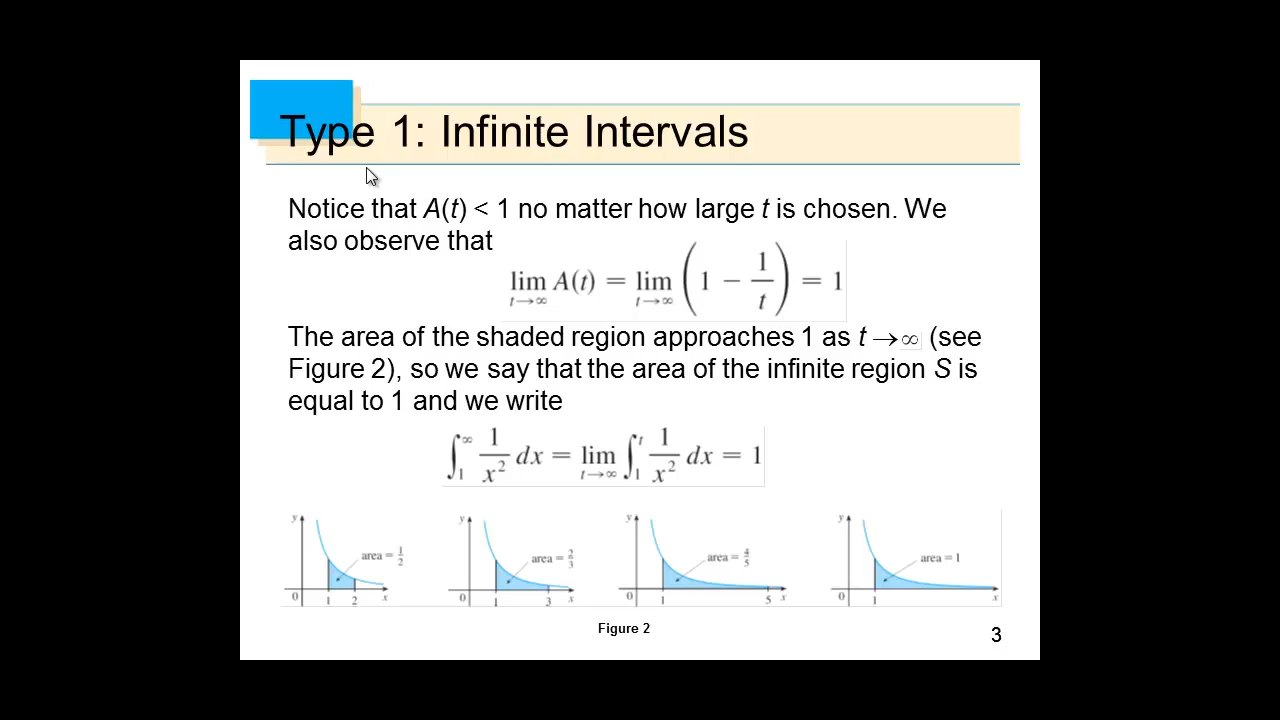 Type 1: Infinite Intervals
Notice that A(t) < 1 no matter how large t is chosen. We
also observe that
lim t→∞ A(t) = lim t→∞ (1 − 1/t) = 1
The area of the shaded region approaches 1 as t → ∞ (see
Figure 2), so we say that the area of the infinite region S is
equal to 1 and we write
∫₁^∞ 1/x² dx = lim t→∞ ∫₁^t 1/x² dx = 1
y area = 1/2 0 1 2 x
y area = 2/3 0 1 3 x
y area = 4/5 0 1 5 x
y area = 1 0 1 x
Figure 2
3